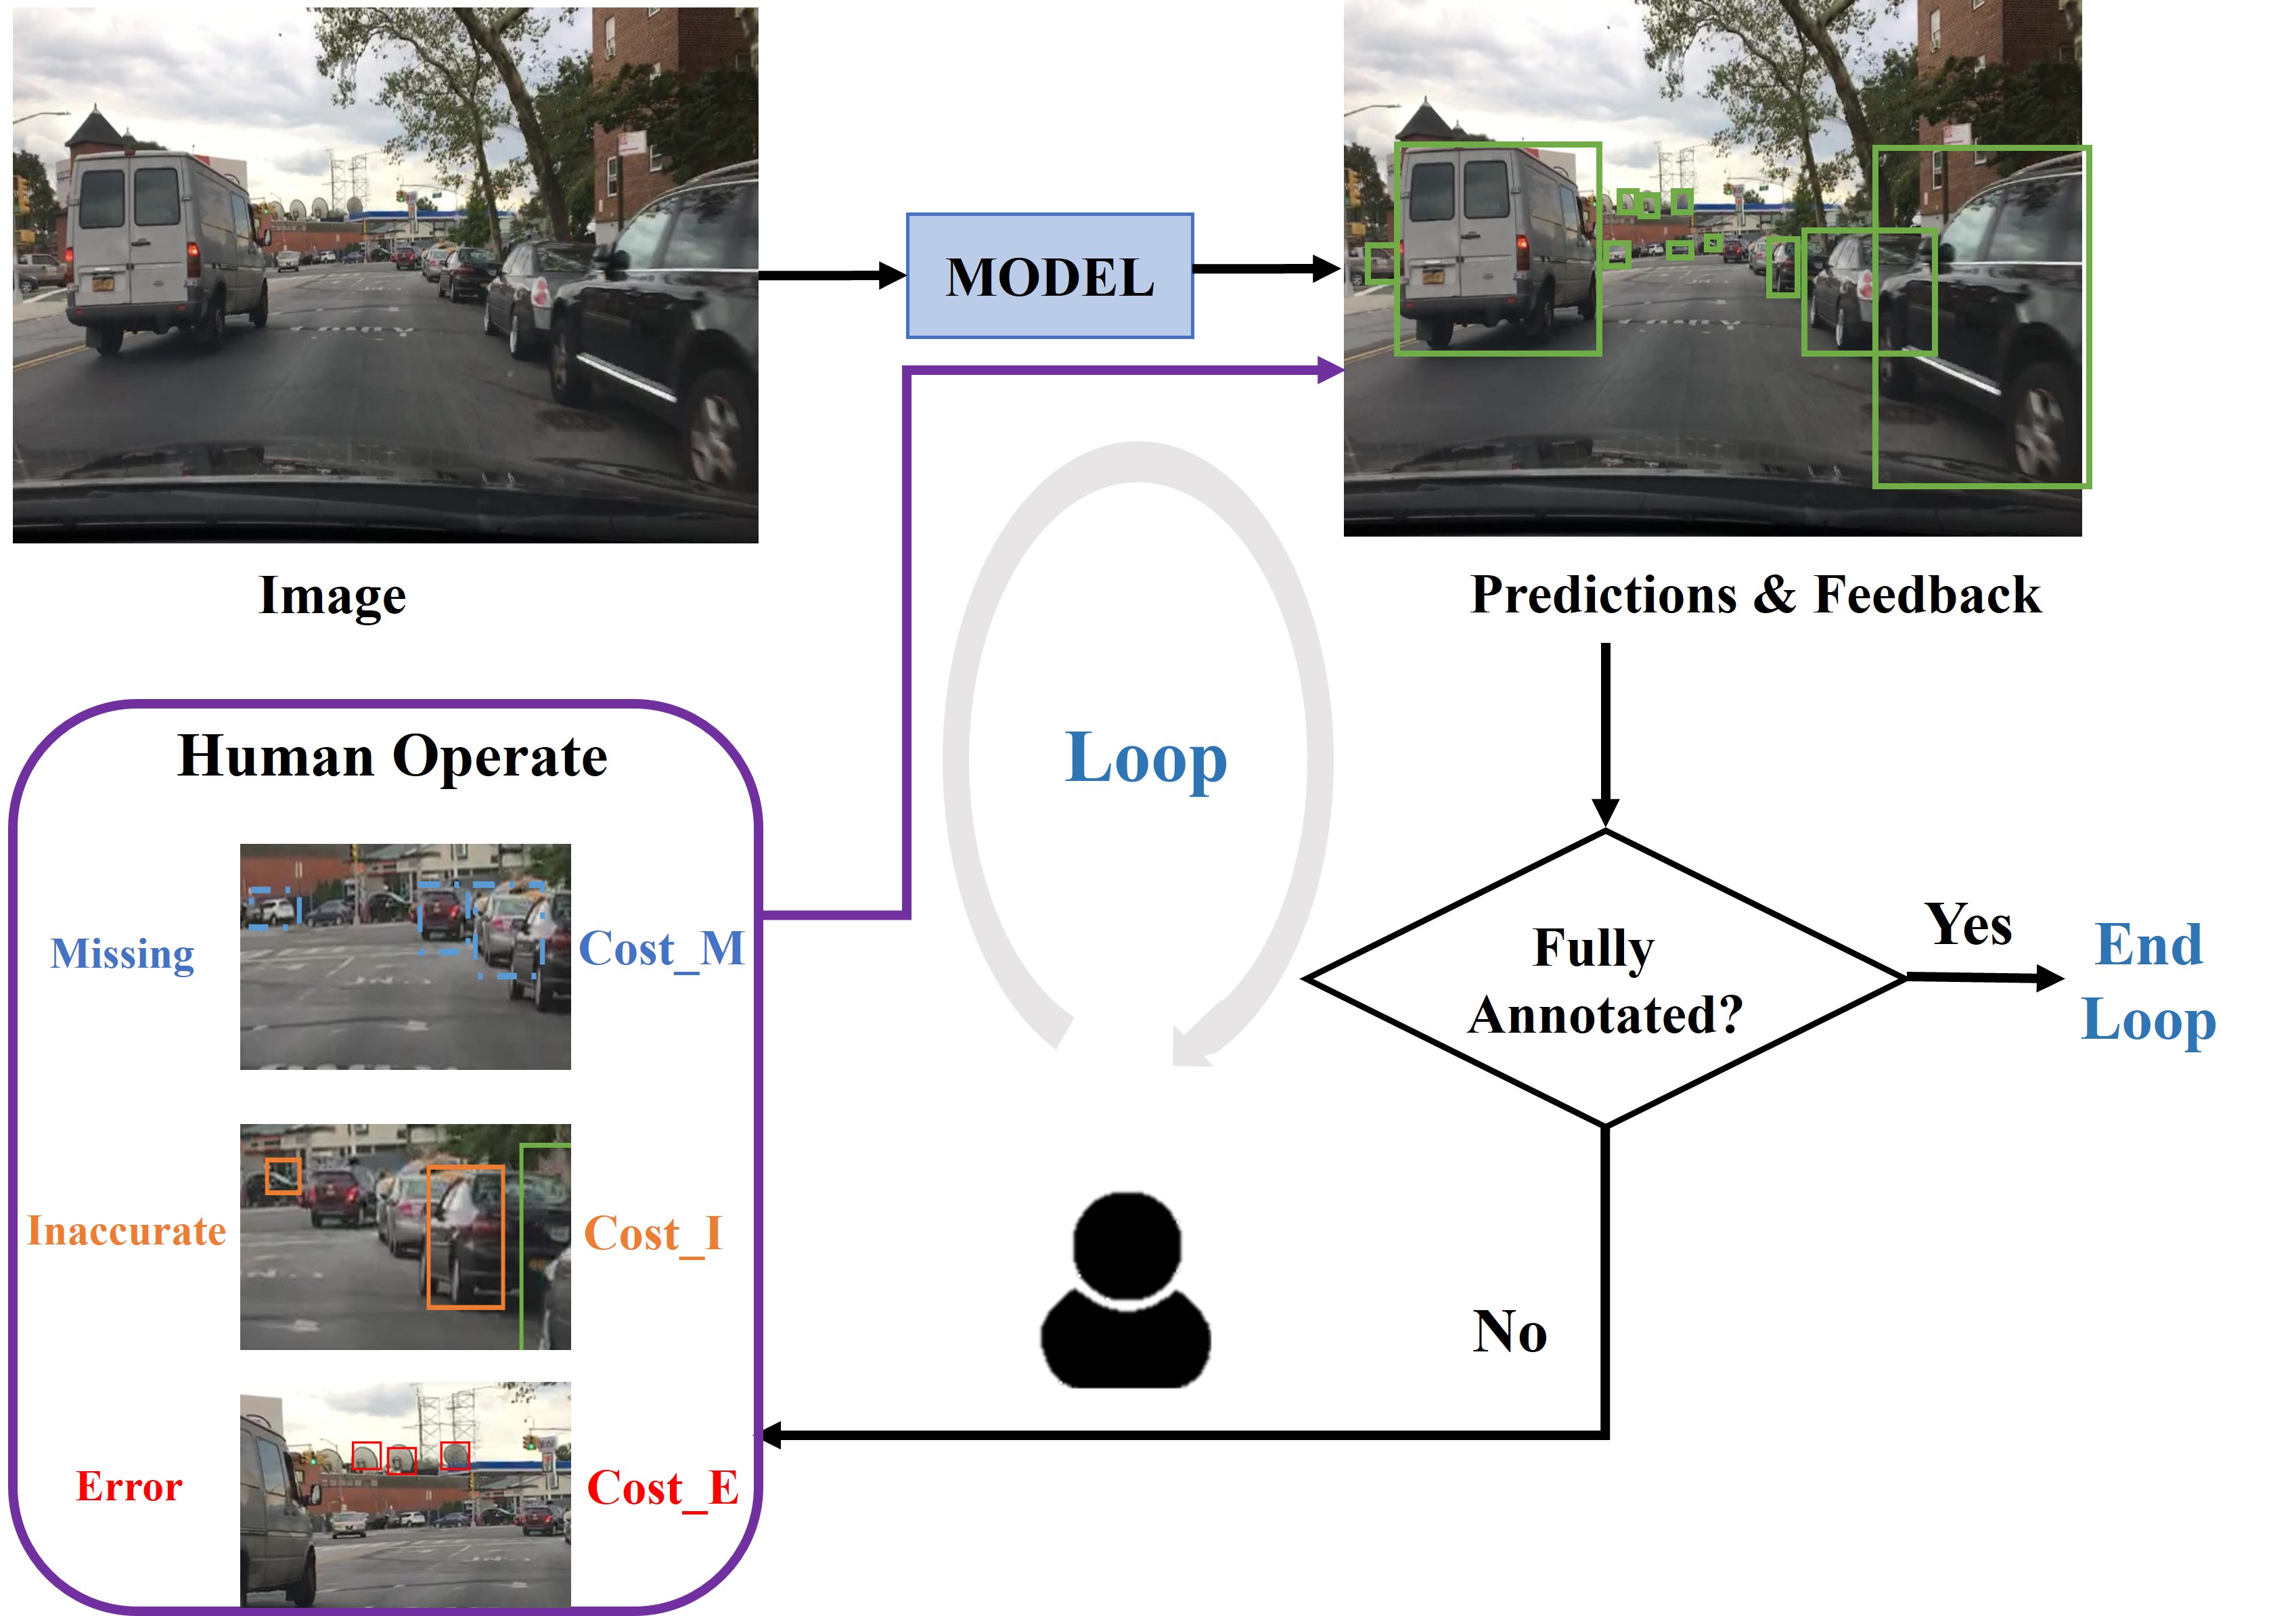 MODEL
Image
Predictions & Feedback
Human Operate
Loop
Missing
Cost_M
Fully
Annotated?
Yes
End
Loop
Inaccurate
Cost_I
No
Error
Cost_E